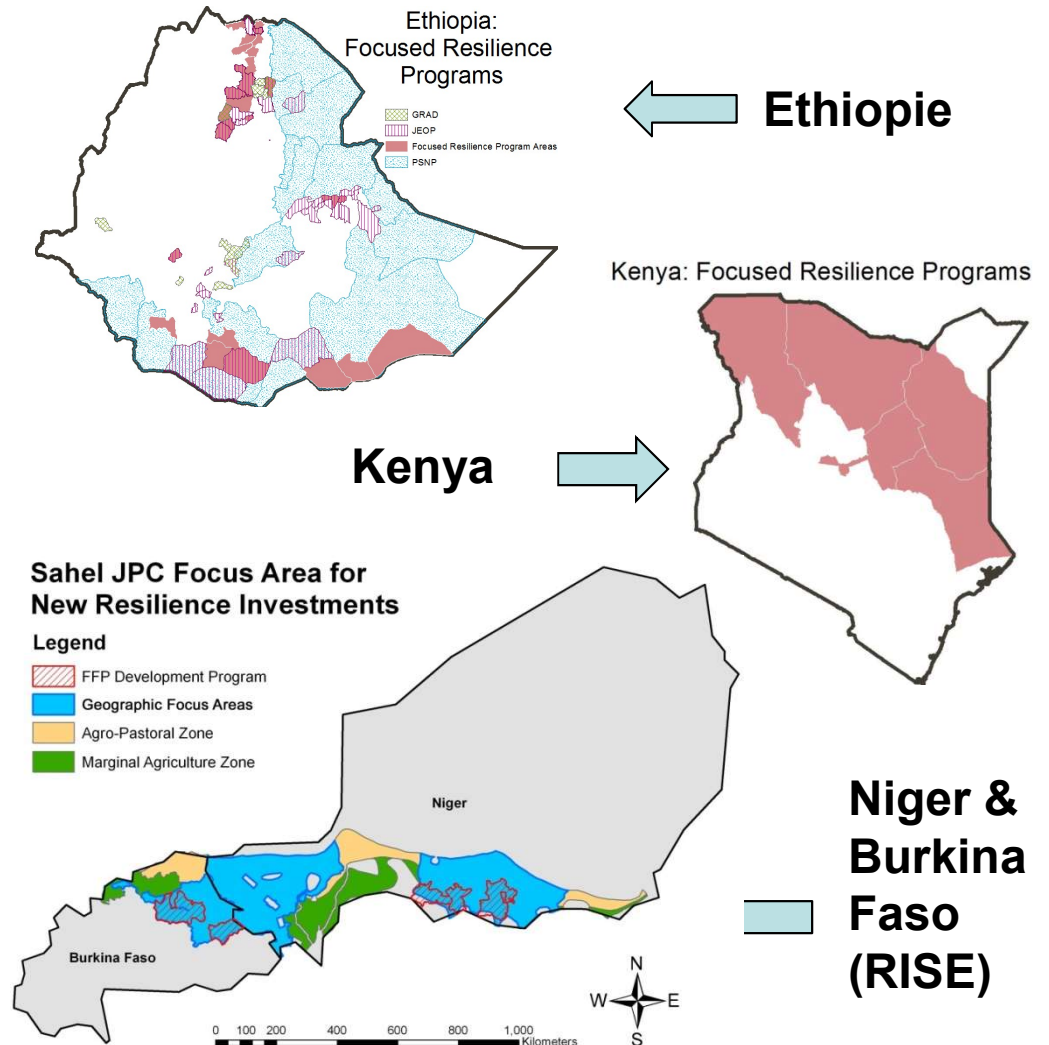 Ethiopia:
Focused Resilience
Programs
GRAD
JEOP
Focused Resilience Program Areas
PSNP
Ethiopie
Kenya: Focused Resilience Programs
Kenya
Sahel JPC Focus Area for
New Resilience Investments
Legend
FFP Development Program
Geographic Focus Areas
Agro-Pastoral Zone
Marginal Agriculture Zone
Niger
Burkina Faso
Niger &
Burkina
Faso
(RISE)
N
W E
S
0 100 200 400 600 800 1,000
Kilometers